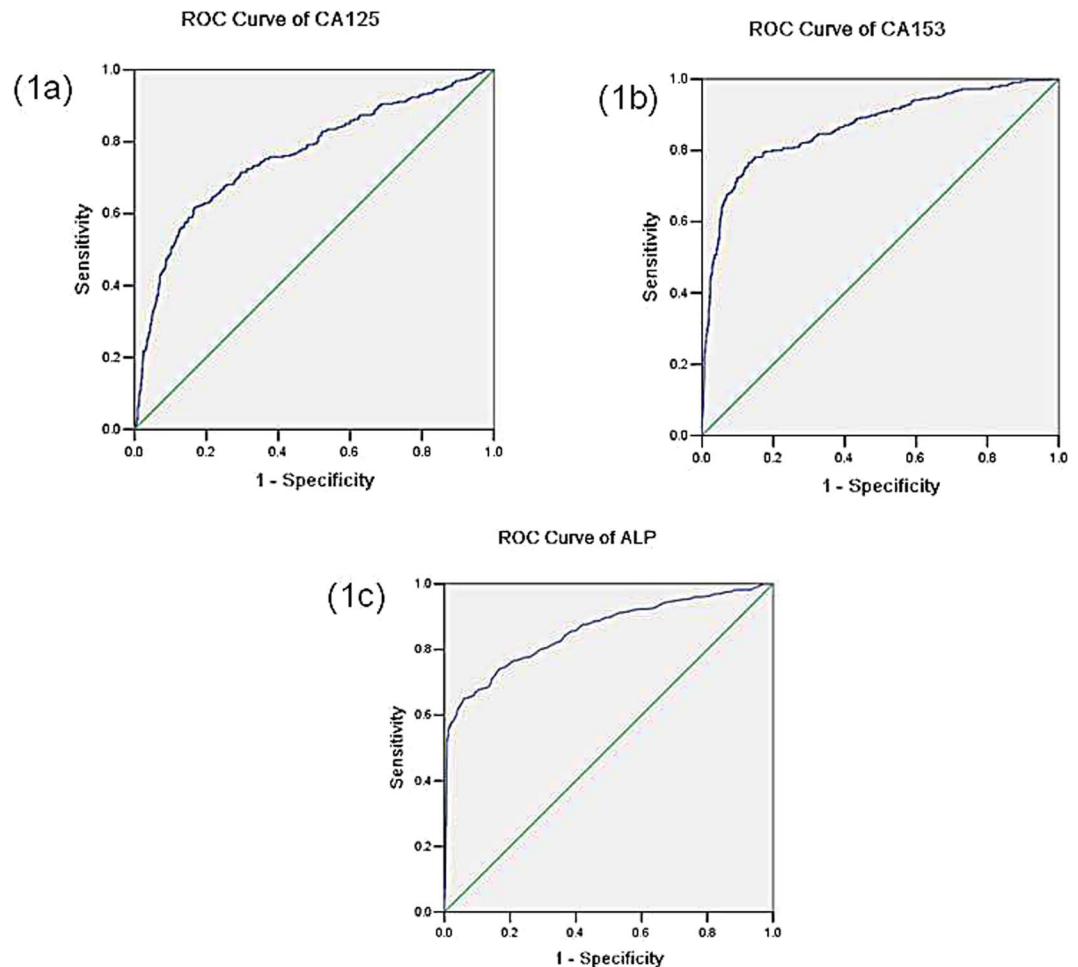 ROC Curve of CA125
(1a)
1.0
0.8
0.6
0.4
0.2
0.0
Sensitivity
0.0 0.2 0.4 0.6 0.8 1.0
1 - Specificity
ROC Curve of CA153
(1b)
1.0
0.8
0.6
0.4
0.2
0.0
Sensitivity
0.0 0.2 0.4 0.6 0.8 1.0
1 - Specificity
ROC Curve of ALP
(1c)
1.0
0.8
0.6
0.4
0.2
0.0
Sensitivity
0.0 0.2 0.4 0.6 0.8 1.0
1 - Specificity